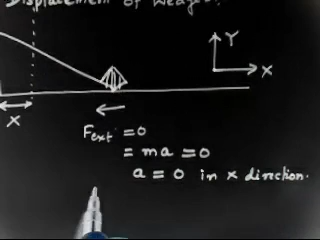 Displacement of Wedge
Y
X
X
Fext = 0
= ma = 0
a = 0 in x direction.